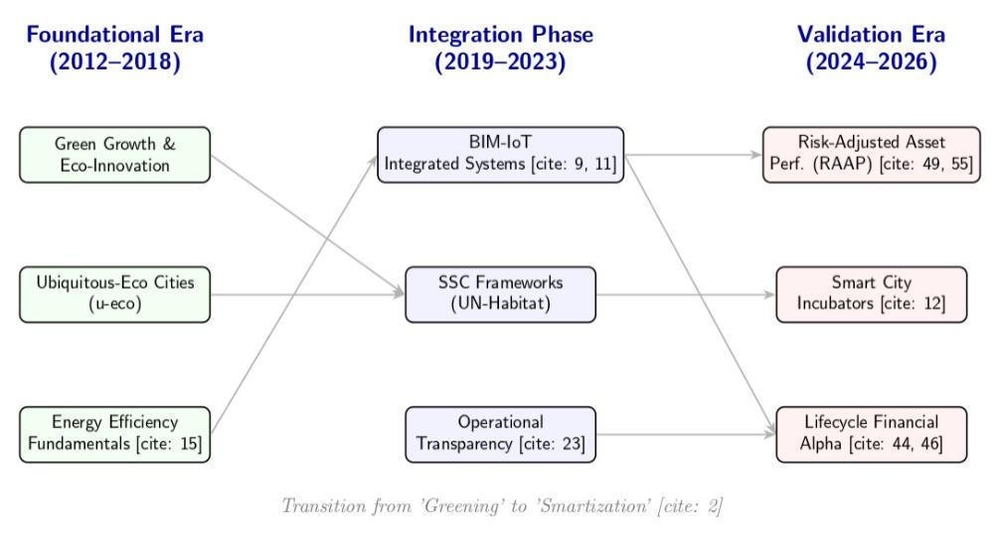 Foundational Era
(2012–2018)
Integration Phase
(2019–2023)
Validation Era
(2024–2026)
Green Growth &
Eco-Innovation
BIM-IoT
Integrated Systems [cite: 9, 11]
Risk-Adjusted Asset
Perf. (RAAP) [cite: 49, 55]
Ubiquitous-Eco Cities
(u-eco)
SSC Frameworks
(UN-Habitat)
Smart City
Incubators [cite: 12]
Energy Efficiency
Fundamentals [cite: 15]
Operational
Transparency [cite: 23]
Lifecycle Financial
Alpha [cite: 44, 46]
Transition from ’Greening’ to ’Smartization’ [cite: 2]